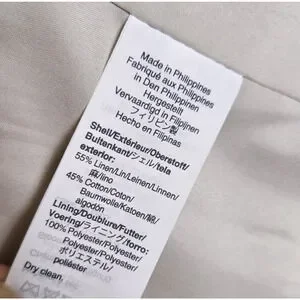 Made in Philippines
Fabriqué aux Philippines
in Den Philippinen
Hergestellt
Vervaardigd in Filipijnen
フィリピン製
Hecho en Filipinas
Shell/Extérieur/Oberstoff/
Buitenkant/シェル/tela
exterior:
55% Linen/Lin/Leinen/Linnen/
麻/lino
45% Cotton/Coton/
Baumwolle/Katoen/綿/
algodón
Lining/Doublure/Futter/
Voering/ライニング/forro:
100% Polyester/Polyester/
Polyester/Polyester/
ポリエステル/
poliéster
Dry clean,